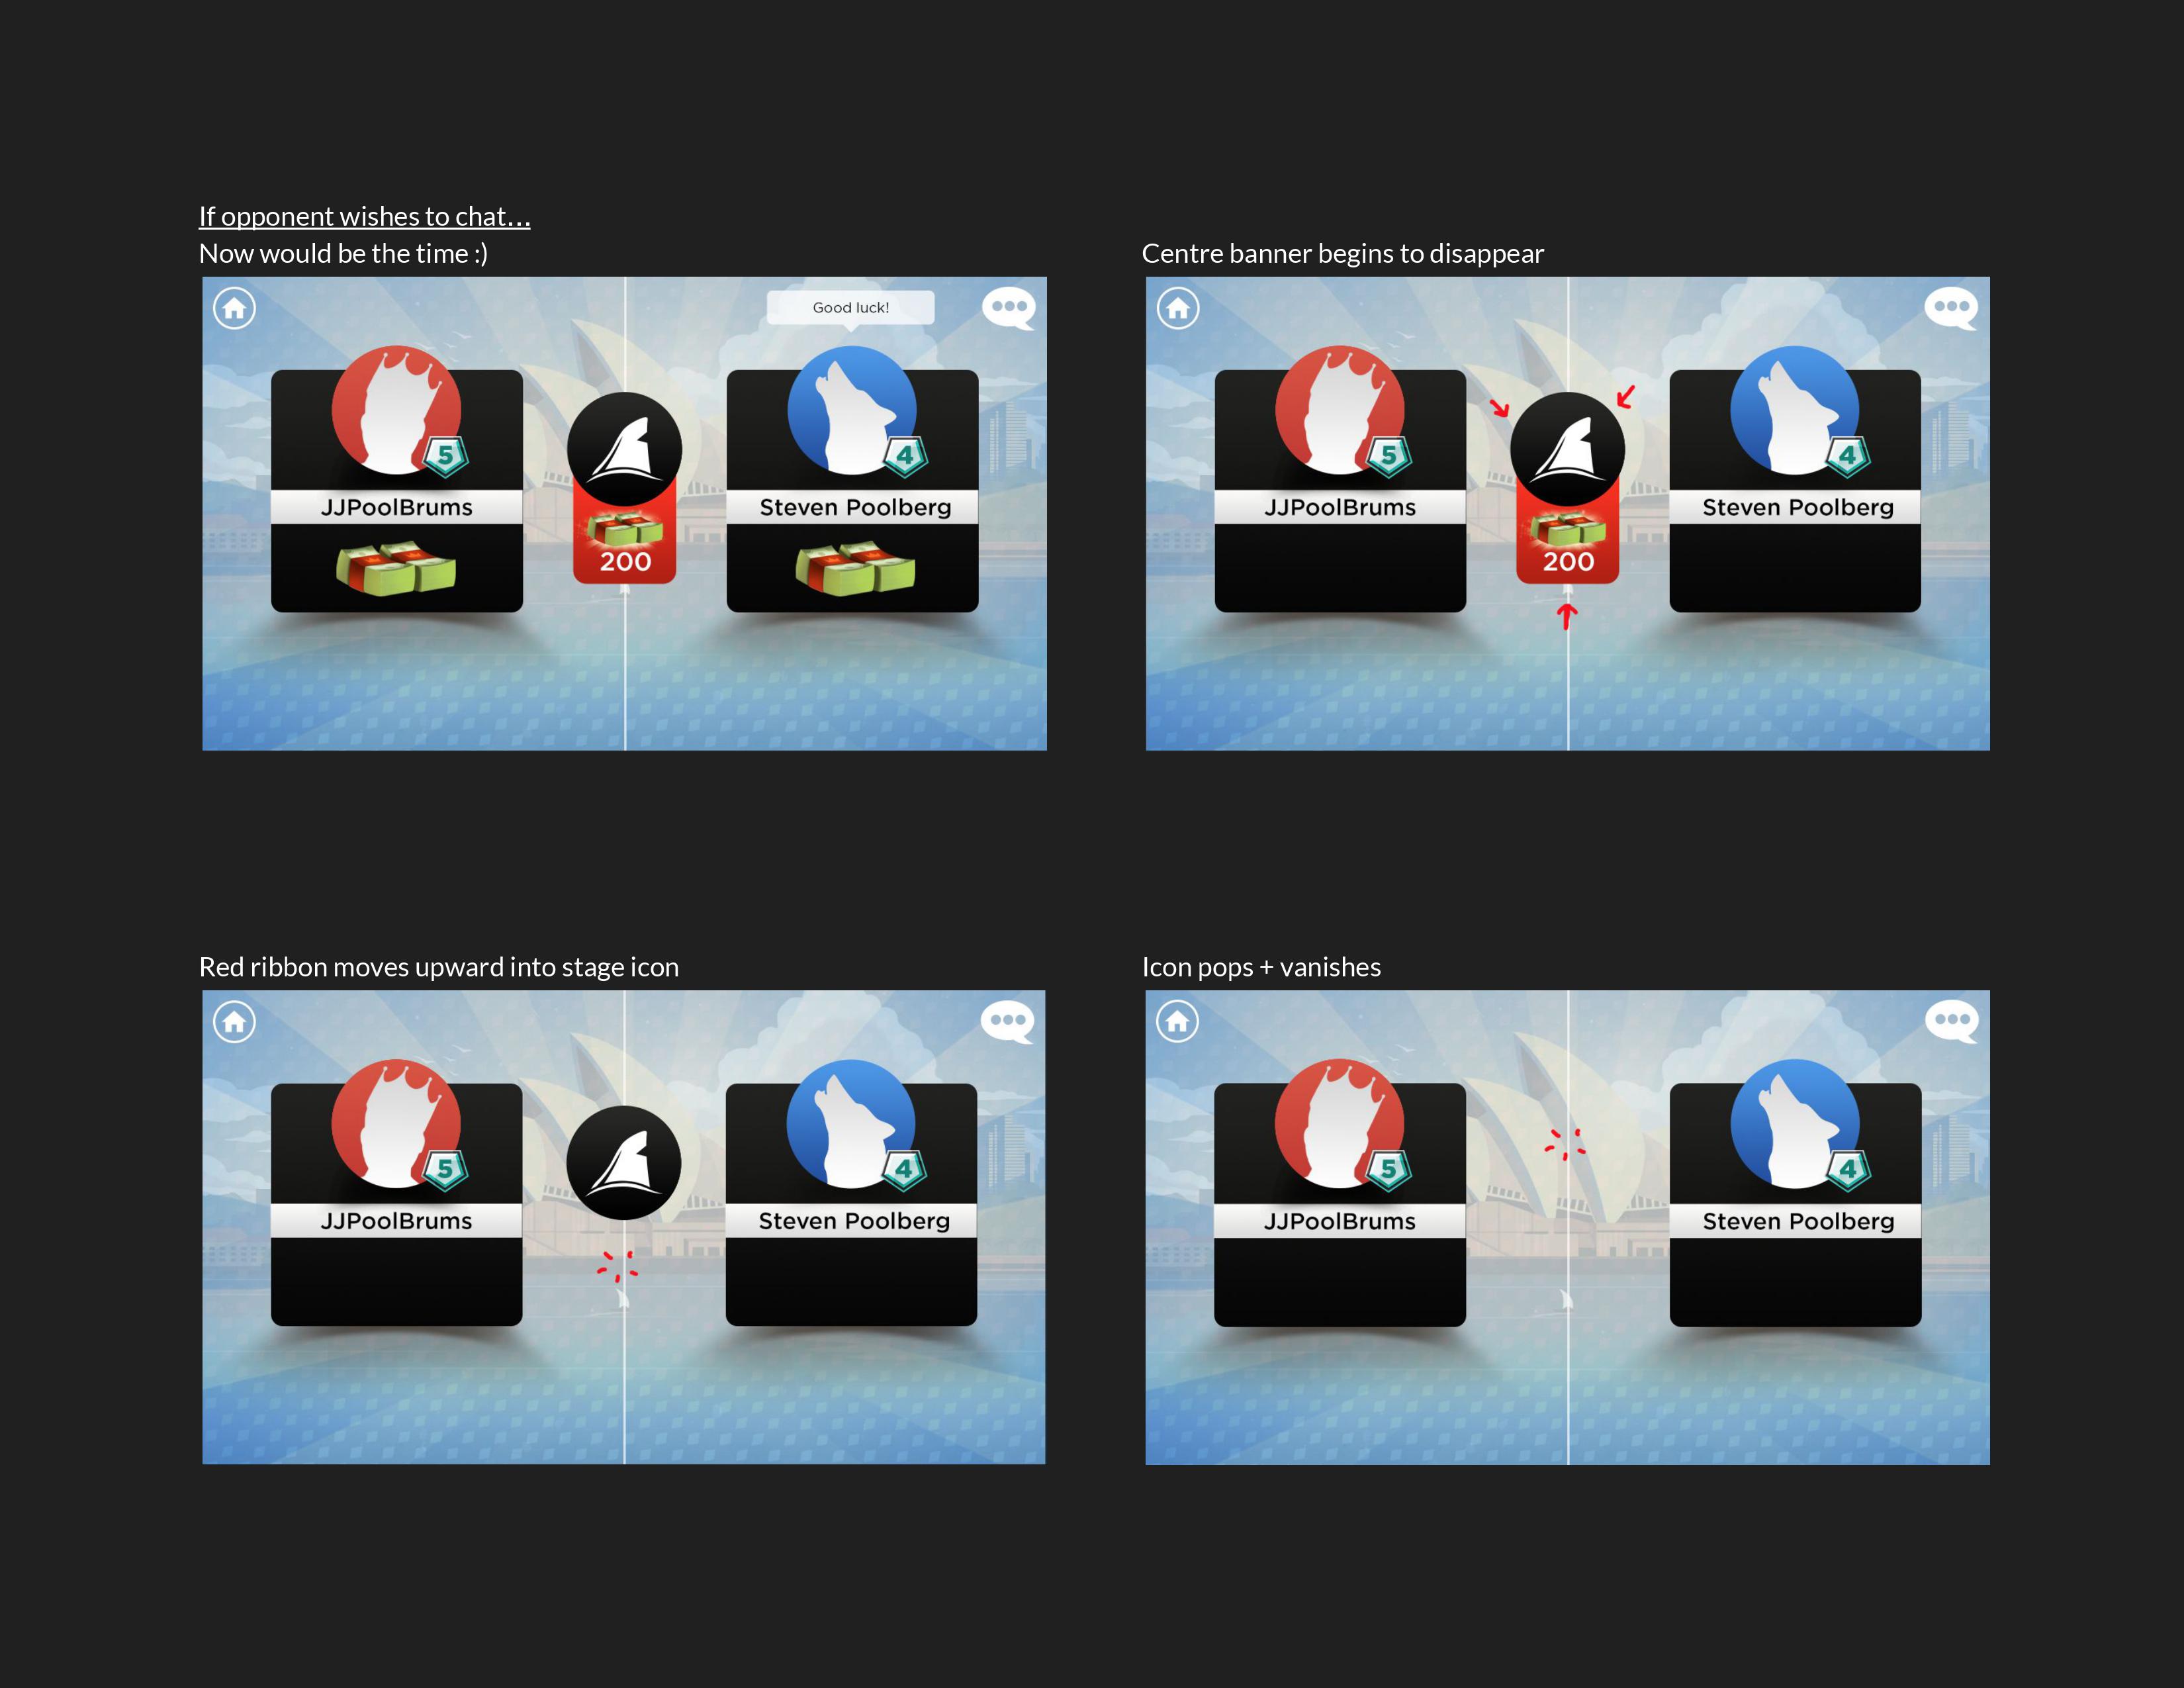 If opponent wishes to chat...
Now would be the time :)
Good luck!
5
4
JJPoolBrums
Steven Poolberg
200
Centre banner begins to disappear
5
4
JJPoolBrums
Steven Poolberg
200
Red ribbon moves upward into stage icon
5
4
JJPoolBrums
Steven Poolberg
Icon pops + vanishes
5
4
JJPoolBrums
Steven Poolberg